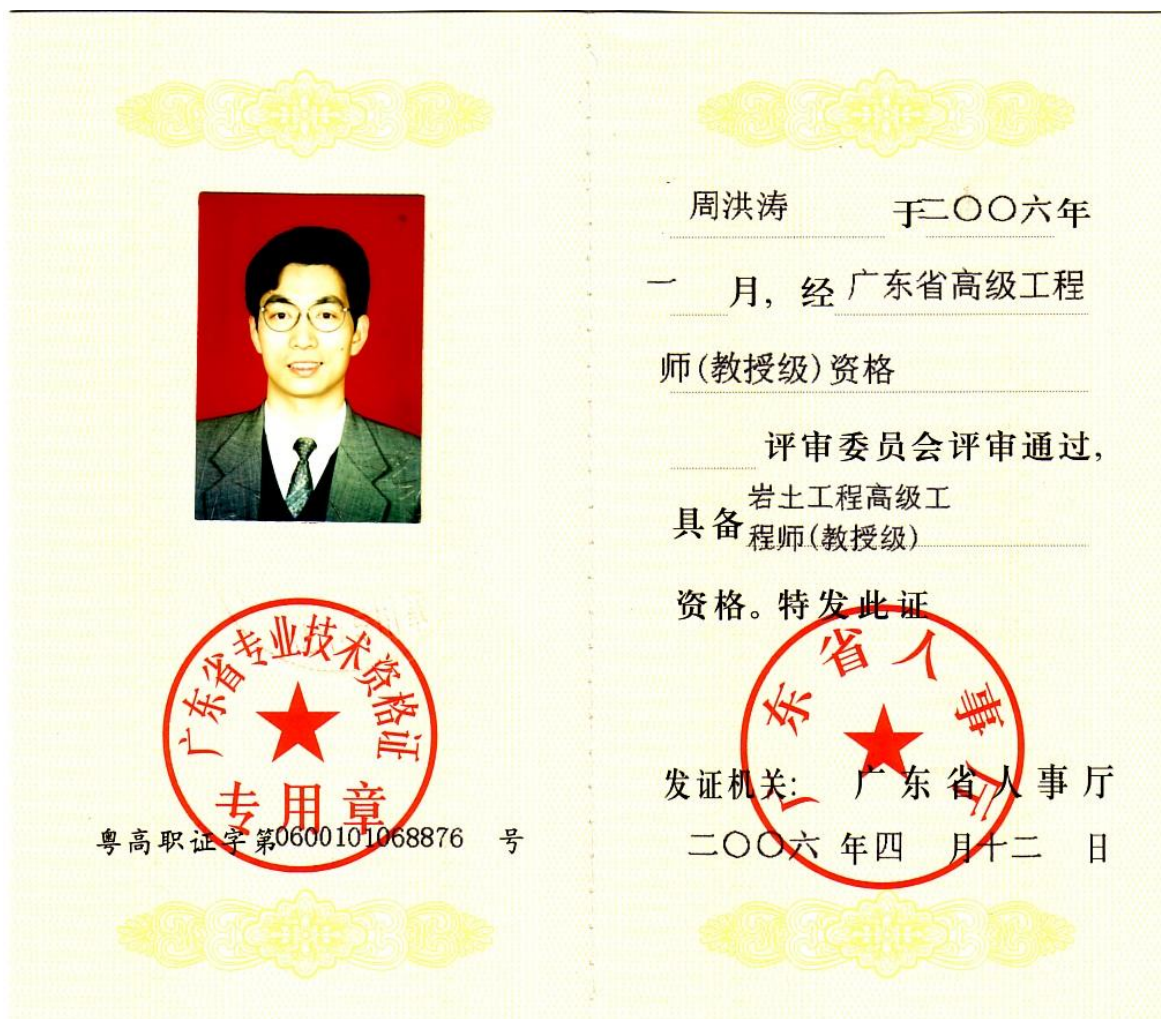 广东省专业技术资格证
专用章
粤高职证字第0600101068876 号
周洪涛 于二〇〇六年
一 月，经广东省高级工程
师(教授级)资格
评审委员会评审通过，
具备岩土工程高级工
程师(教授级)
资格。特发此证
广东省人事厅
发证机关： 广东省人事厅
二〇〇六 年四 月十二 日